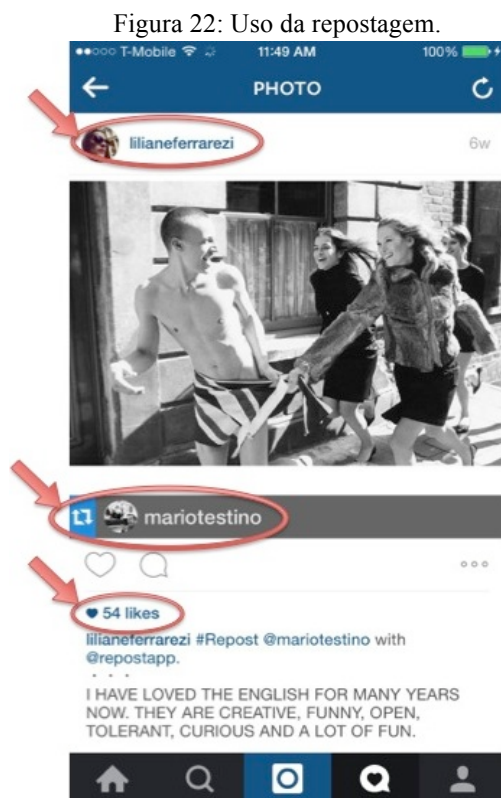 Figura 22: Uso da repostagem.
T-Mobile 11:49 AM 100%
PHOTO
lilianeferrarezi 6w
mariotestino
54 likes
lilianeferrarezi #Repost @mariotestino with
@repostapp.
. . .
I HAVE LOVED THE ENGLISH FOR MANY YEARS
NOW. THEY ARE CREATIVE, FUNNY, OPEN,
TOLERANT, CURIOUS AND A LOT OF FUN.